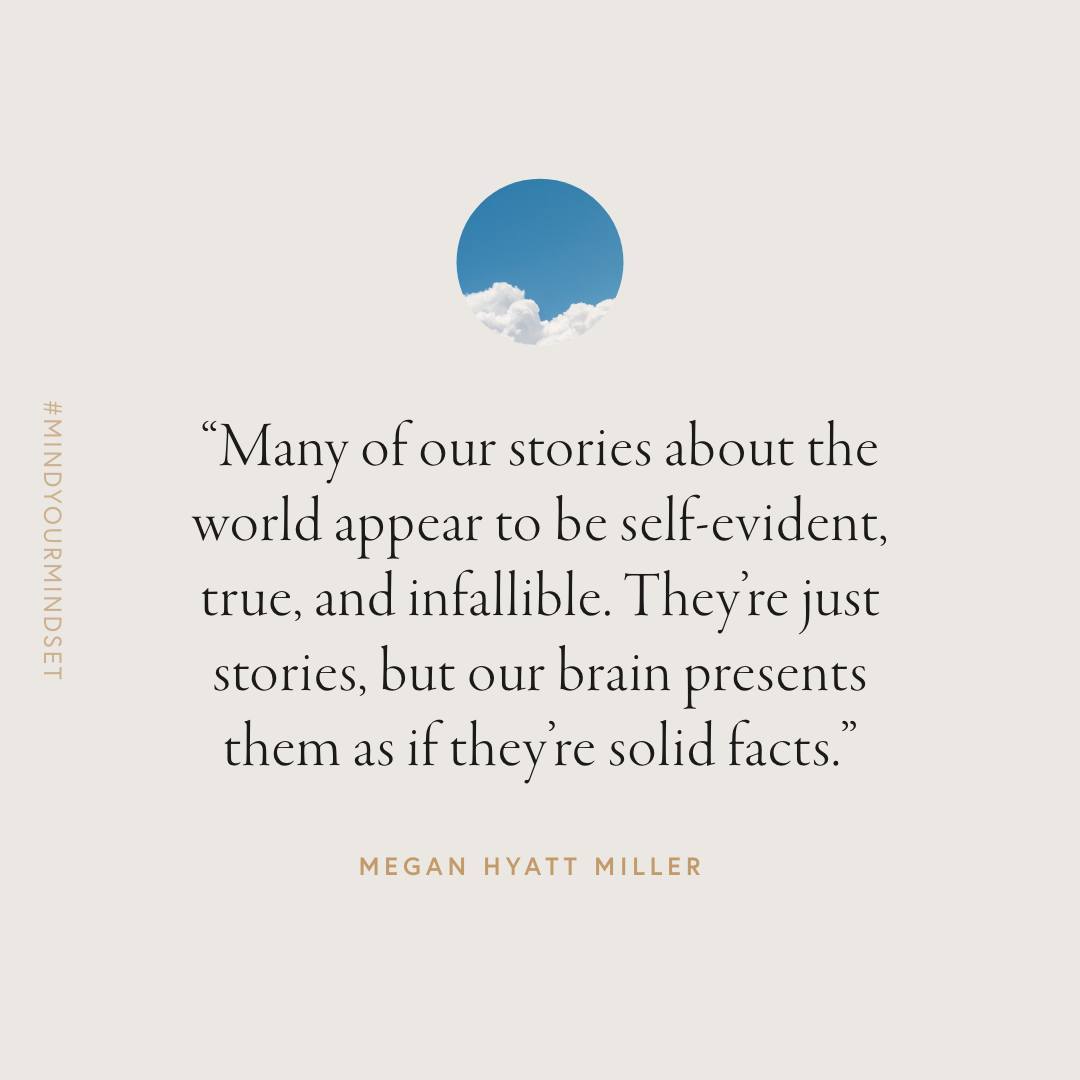 #MINDYOURMINDSET
“Many of our stories about the
world appear to be self-evident,
true, and infallible. They’re just
stories, but our brain presents
them as if they’re solid facts.”
MEGAN HYATT MILLER